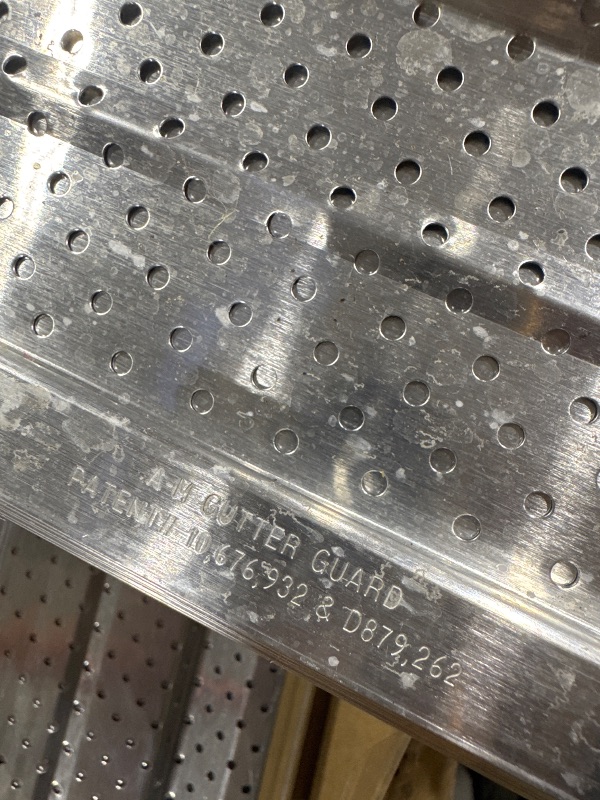 A-M GUTTER GUARD
PATENT 10,676,932 & D879,262